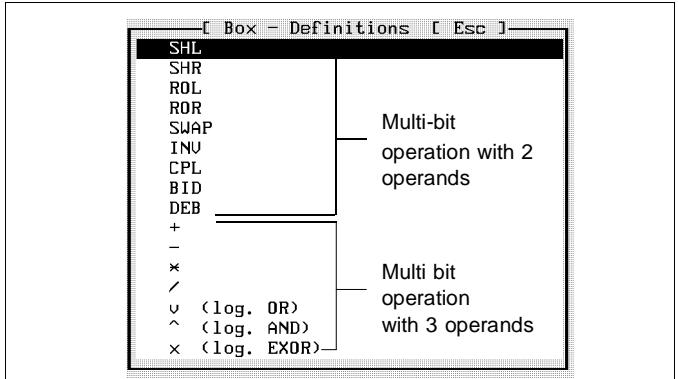 [ Box - Definitions [ Esc ]
SHL
SHR
ROL
ROR
SWAP
INV
CPL
BID
DEB
+
-
*
/
v (log. OR)
^ (log. AND)
x (log. EXOR)
Multi-bit
operation with 2
operands
Multi bit
operation
with 3 operands